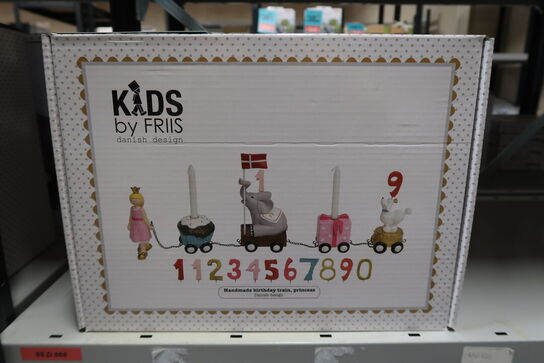 KIDS
by FRIIS
danish design
1
9
1234567890
Handmade birthday train, princess
Danish design